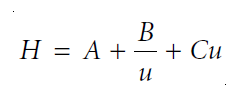 H = A + B/u + Cu